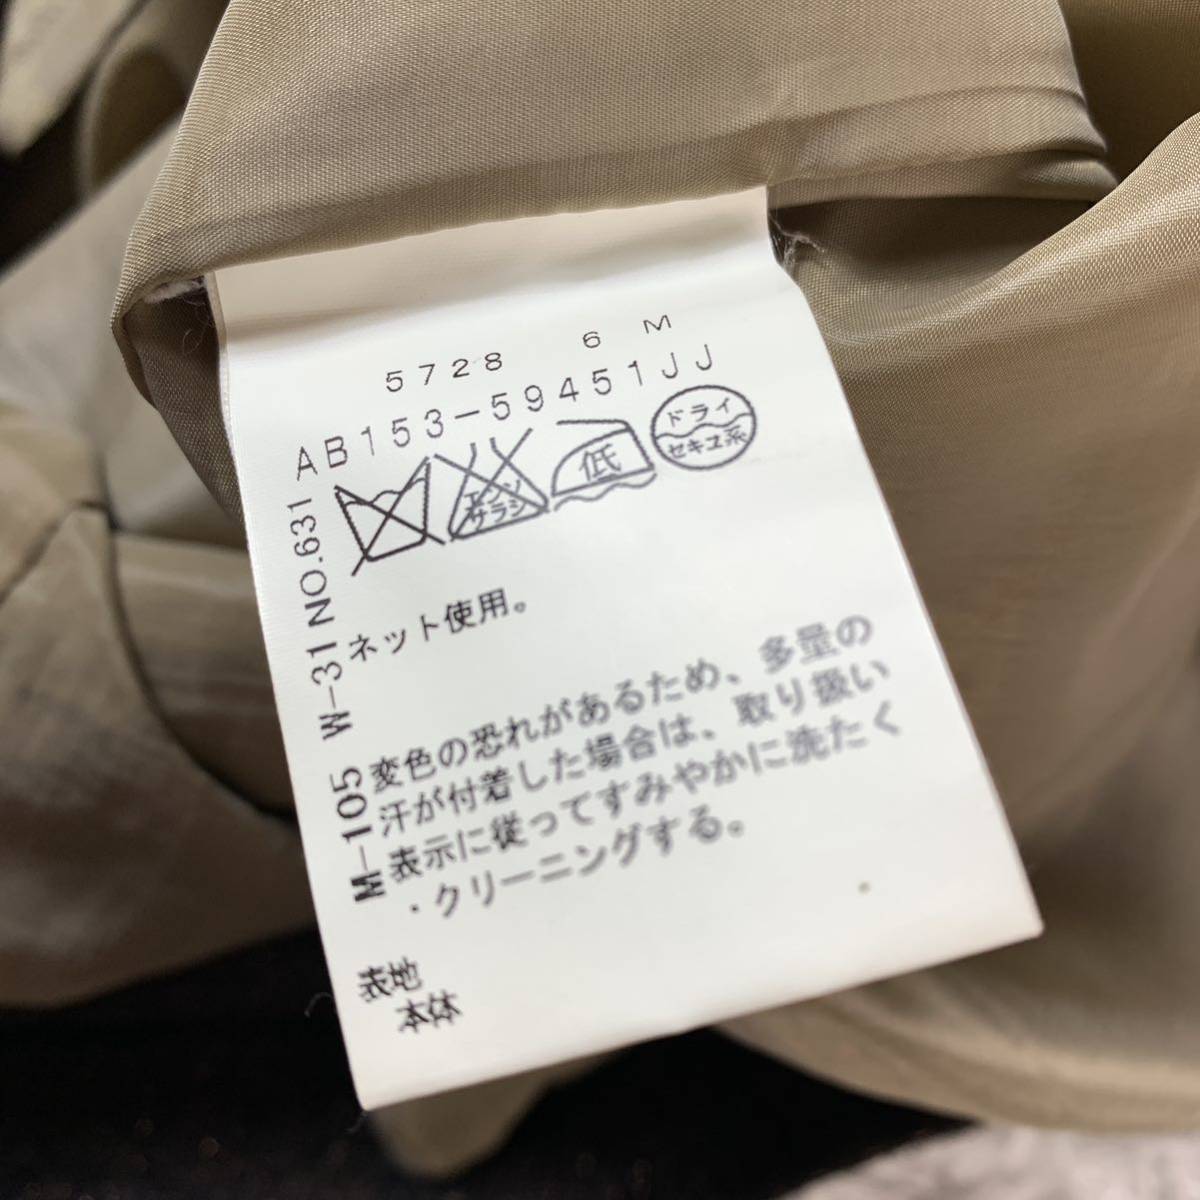 5728 6 M
AB153-59451JJ
エンソ
サラシ
低
ドライ
セキユ系
ネット使用。
変色の恐れがあるため、多量の
汗が付着した場合は、取り扱い
表示に従ってすみやかに洗たく
・クリーニングする。
表地
本体
M-105 W-31 NO.631